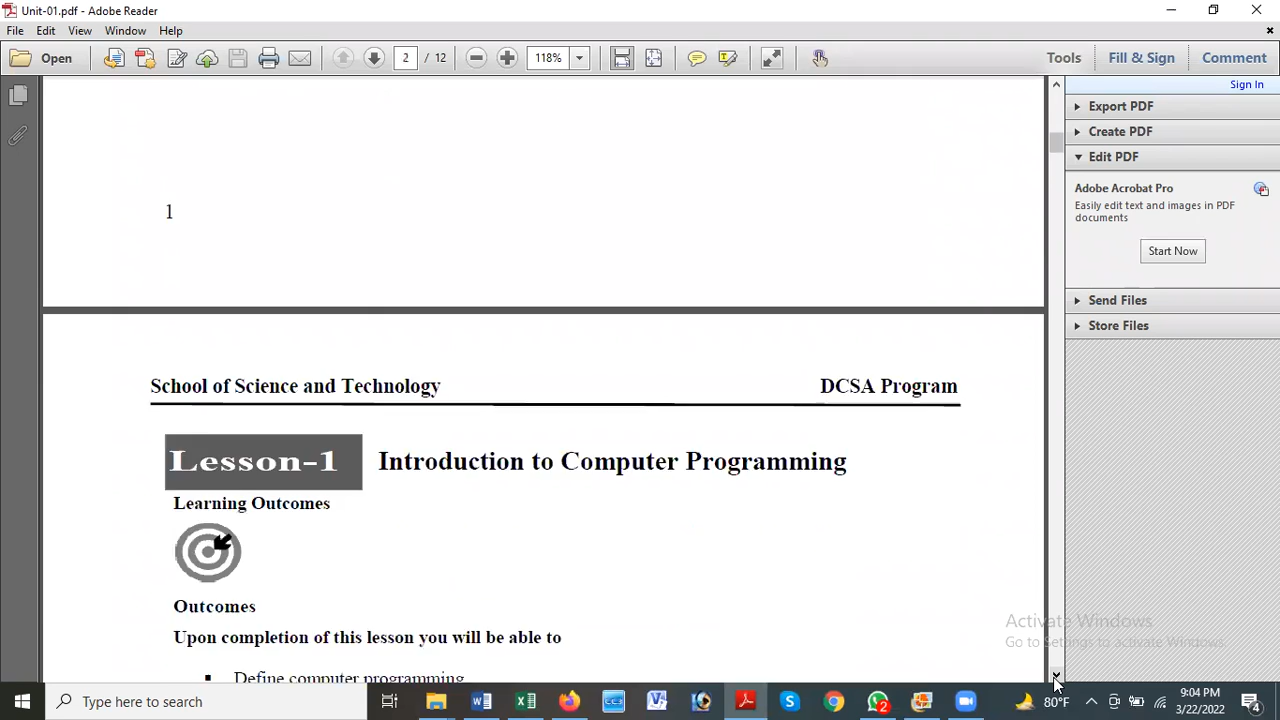 Unit-01.pdf - Adobe Reader
File Edit View Window Help
Open 2 / 12 118% Tools Fill & Sign Comment
Sign In
Export PDF
Create PDF
Edit PDF
Adobe Acrobat Pro
Easily edit text and images in PDF
documents
Start Now
Send Files
Store Files
1
School of Science and Technology DCSA Program
Lesson-1 Introduction to Computer Programming
Learning Outcomes
Outcomes
Upon completion of this lesson you will be able to
▪ Define computer programming
Activate Windows
Go to Settings to activate Windows.
Type here to search
2
80°F
9:04 PM
3/22/2022
4